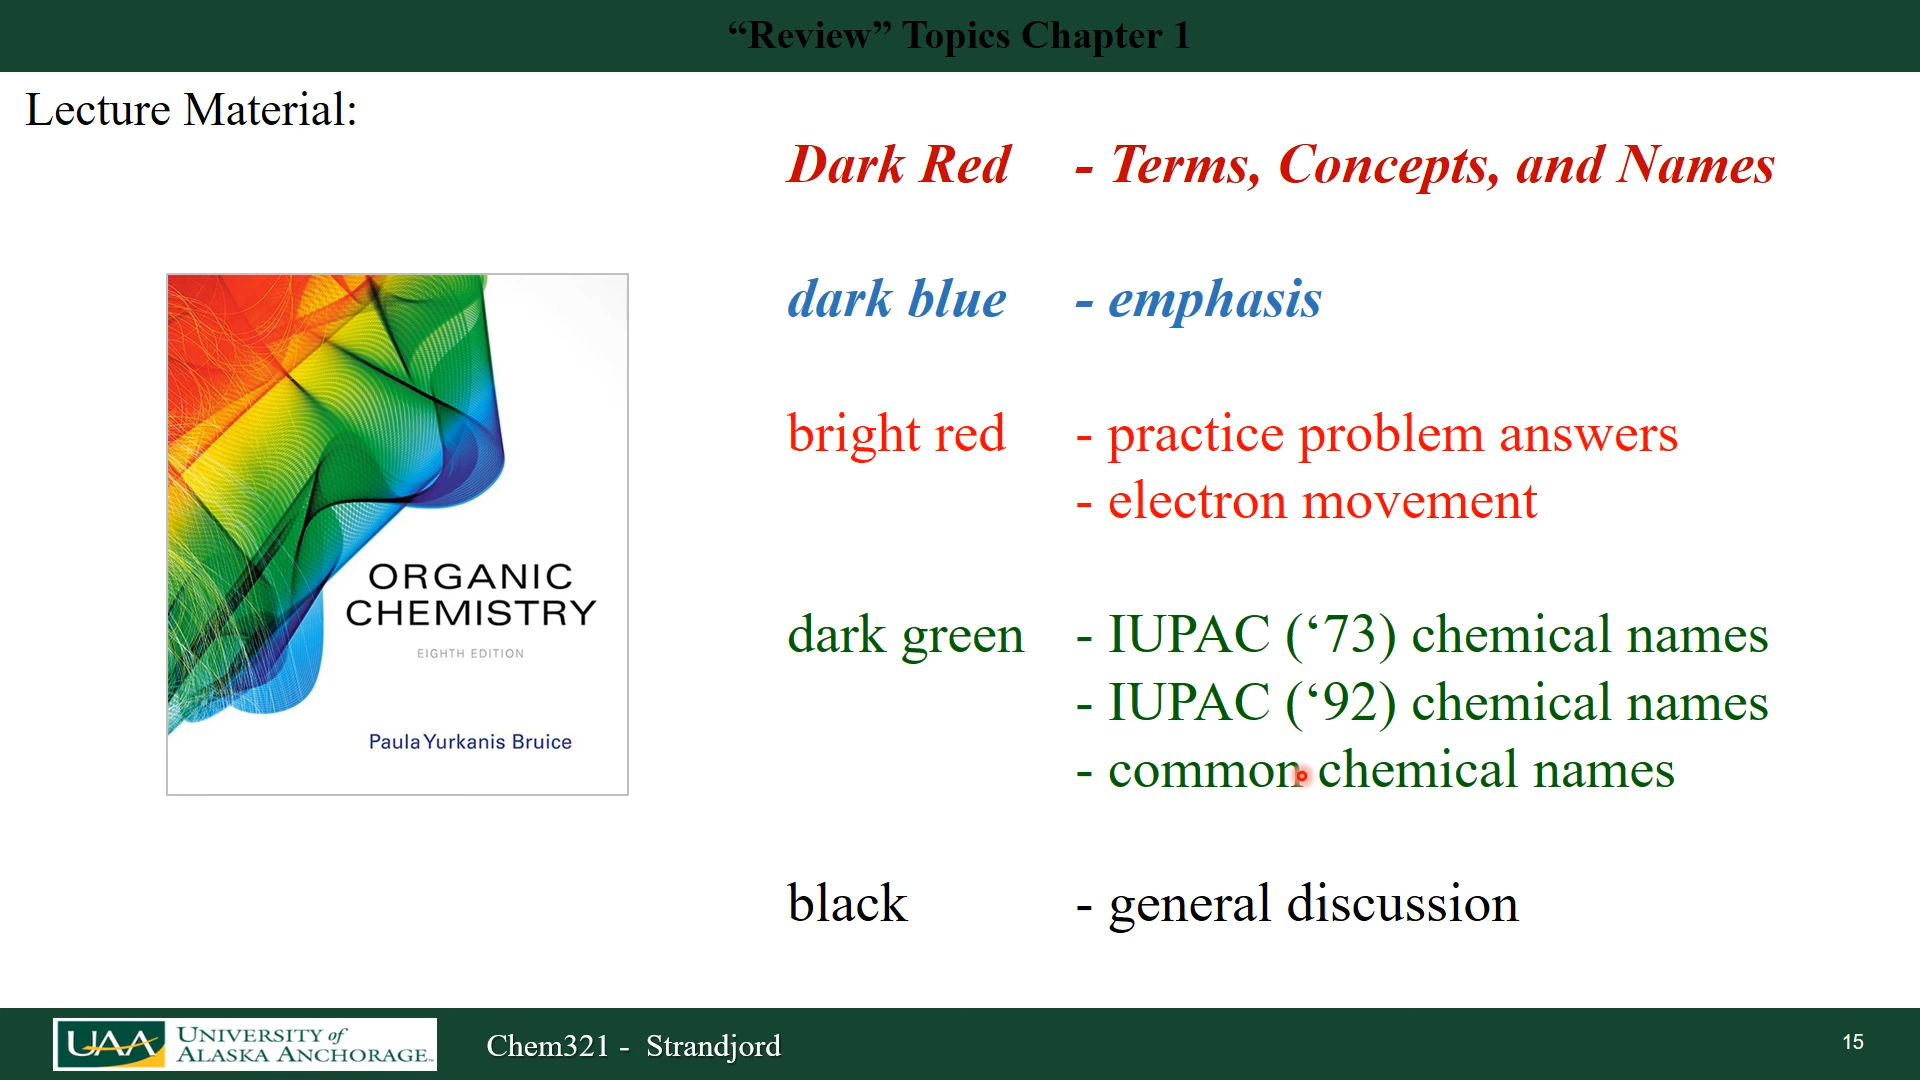 “Review” Topics Chapter 1
Lecture Material:
Dark Red - Terms, Concepts, and Names
dark blue - emphasis
bright red - practice problem answers
- electron movement
dark green - IUPAC (‘73) chemical names
- IUPAC (‘92) chemical names
- common chemical names
black - general discussion
ORGANIC
CHEMISTRY
EIGHTH EDITION
Paula Yurkanis Bruice
UAA
UNIVERSITY of
ALASKA ANCHORAGE™
Chem321 - Strandjord
15